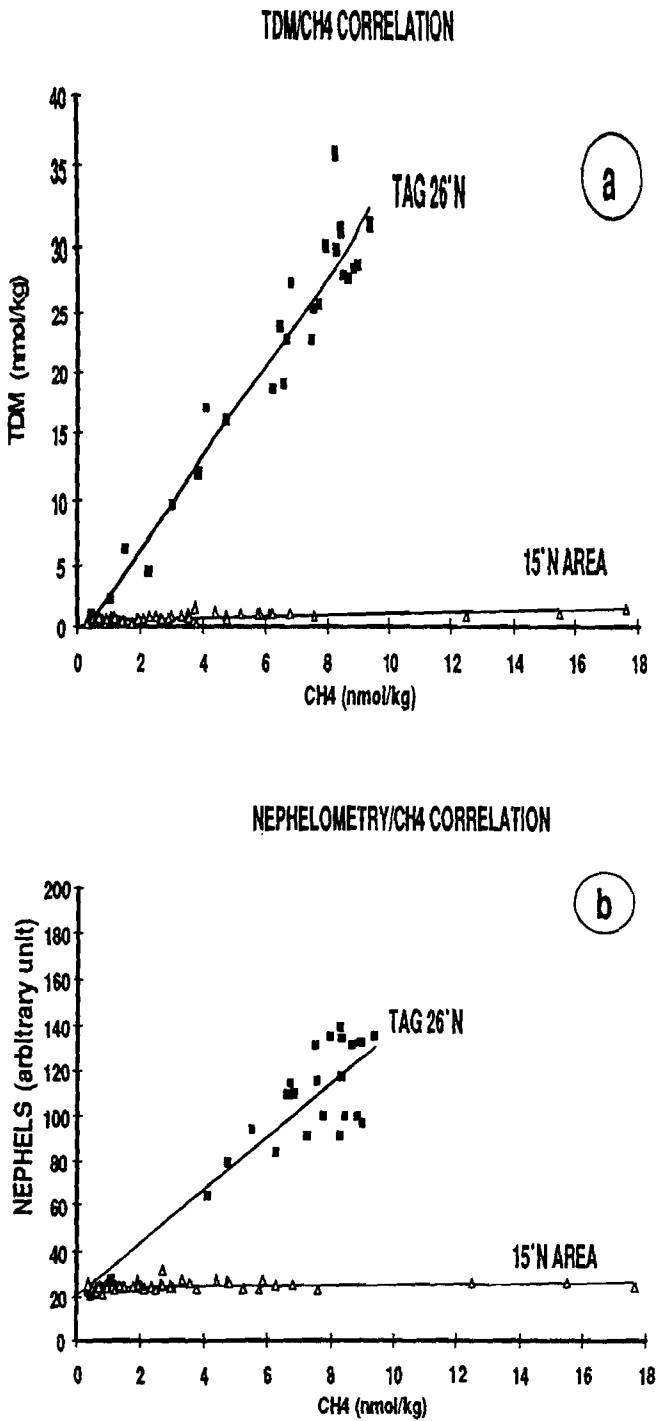 TDM/CH4 CORRELATION
a
TDM (nmol/kg)
40
35
30
25
20
15
10
5
0
TAG 26°N
15°N AREA
0 2 4 6 8 10 12 14 16 18
CH4 (nmol/kg)
NEPHELOMETRY/CH4 CORRELATION
b
NEPHELS (arbitrary unit)
200
180
160
140
120
100
80
60
40
20
0
TAG 26°N
15°N AREA
0 2 4 6 8 10 12 14 16 18
CH4 (nmol/kg)